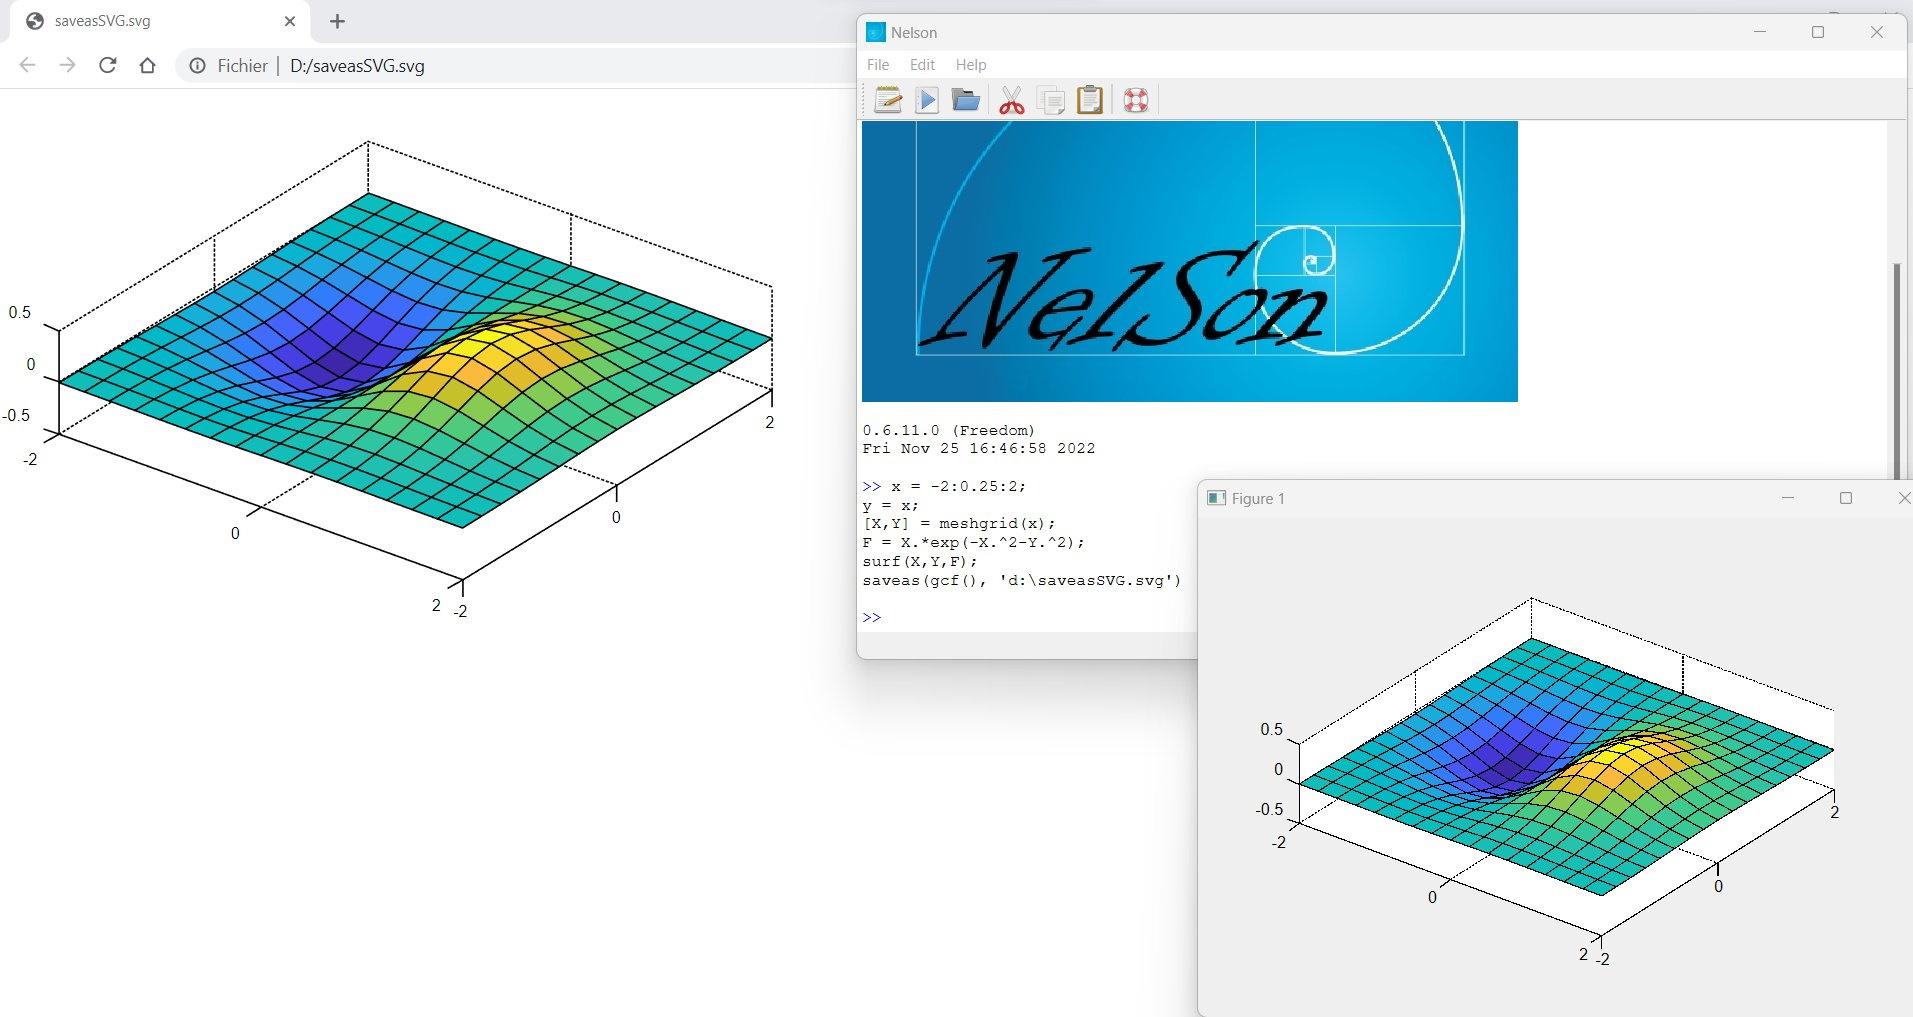 saveasSVG.svg
Fichier | D:/saveasSVG.svg
0.5
0
-0.5
-2
0
2
-2
0
2
Nelson
File Edit Help
NelSon
0.6.11.0 (Freedom)
Fri Nov 25 16:46:58 2022
>> x = -2:0.25:2;
y = x;
[X,Y] = meshgrid(x);
F = X.*exp(-X.^2-Y.^2);
surf(X,Y,F);
saveas(gcf(), 'd:\saveasSVG.svg')
>>
Figure 1
0.5
0
-0.5
-2
0
2
-2
0
2